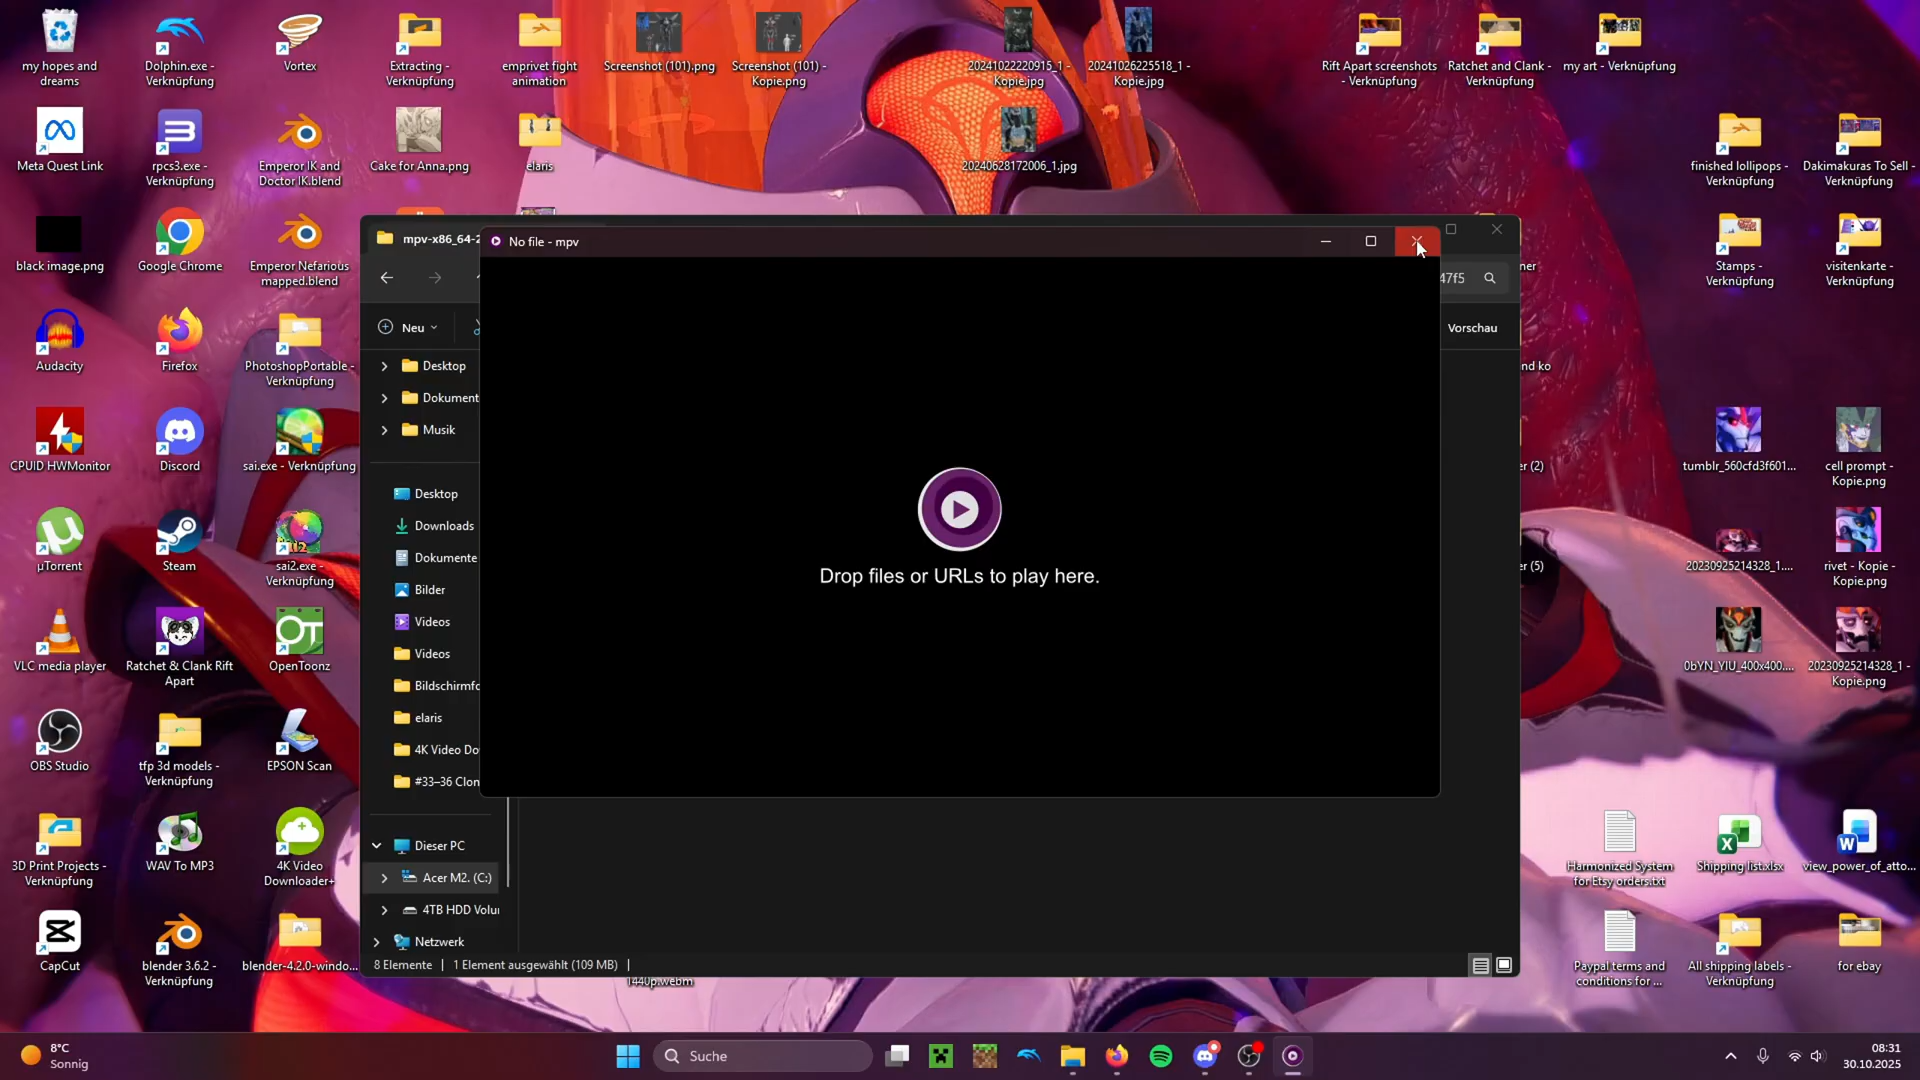 my hopes and
dreams
Dolphin.exe -
Verknüpfung
Vortex
Extracting -
Verknüpfung
emprivet fight
animation
Screenshot (101).png
Screenshot (101) -
Kopie.png
20241022220915_1 -
Kopie.jpg
20241026225518_1 -
Kopie.jpg
Rift Apart screenshots
- Verknüpfung
Ratchet and Clank -
Verknüpfung
my art - Verknüpfung
Meta Quest Link
rpcs3.exe -
Verknüpfung
Emperor IK and
Doctor IK.blend
Cake for Anna.png
elaris
20240628172006_1.jpg
finished lollipops -
Verknüpfung
Dakimakuras To Sell -
Verknüpfung
black image.png
Google Chrome
Emperor Nefarious
mapped.blend
Stamps -
Verknüpfung
visitenkarte -
Verknüpfung
mpv-x86_64-2
No file - mpv
47f5
ner
Neu
Vorschau
Audacity
Firefox
PhotoshopPortable -
Verknüpfung
Desktop
Dokument
Musik
nd ko
CPUID HWMonitor
Discord
sai.exe - Verknüpfung
er (2)
tumblr_560cfd3f601...
cell prompt -
Kopie.png
Desktop
Downloads
Dokumente
Bilder
Videos
Videos
Bildschirmfo
elaris
4K Video Do
#33–36 Clon
Drop files or URLs to play here.
µTorrent
Steam
sai2.exe -
Verknüpfung
er (5)
20230925214328_1....
rivet - Kopie -
Kopie.png
VLC media player
Ratchet & Clank Rift
Apart
OpenToonz
0bYN_YIU_400x400....
20230925214328_1 -
Kopie.png
OBS Studio
tfp 3d models -
Verknüpfung
EPSON Scan
3D Print Projects -
Verknüpfung
WAV To MP3
4K Video
Downloader+
Dieser PC
Acer M2. (C:)
4TB HDD Volu
Netzwerk
Harmonized System
for Etsy orders.txt
Shipping list.xlsx
view_power_of_atto...
CapCut
blender 3.6.2 -
Verknüpfung
blender-4.2.0-windo...
8 Elemente
1 Element ausgewählt (109 MB)
1440p.webm
Paypal terms and
conditions for ...
All shipping labels -
Verknüpfung
for ebay
8°C
Sonnig
Suche
08:31
30.10.2025